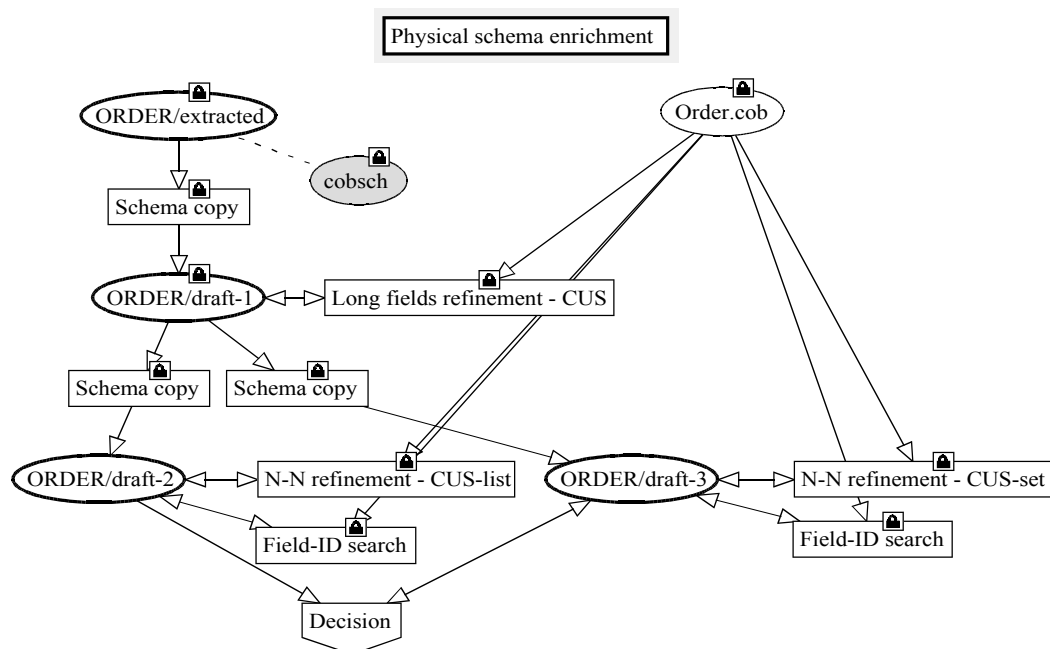 Physical schema enrichment
ORDER/extracted
Order.cob
cobsch
Schema copy
ORDER/draft-1
Long fields refinement - CUS
Schema copy
Schema copy
ORDER/draft-2
N-N refinement - CUS-list
ORDER/draft-3
N-N refinement - CUS-set
Field-ID search
Field-ID search
Decision